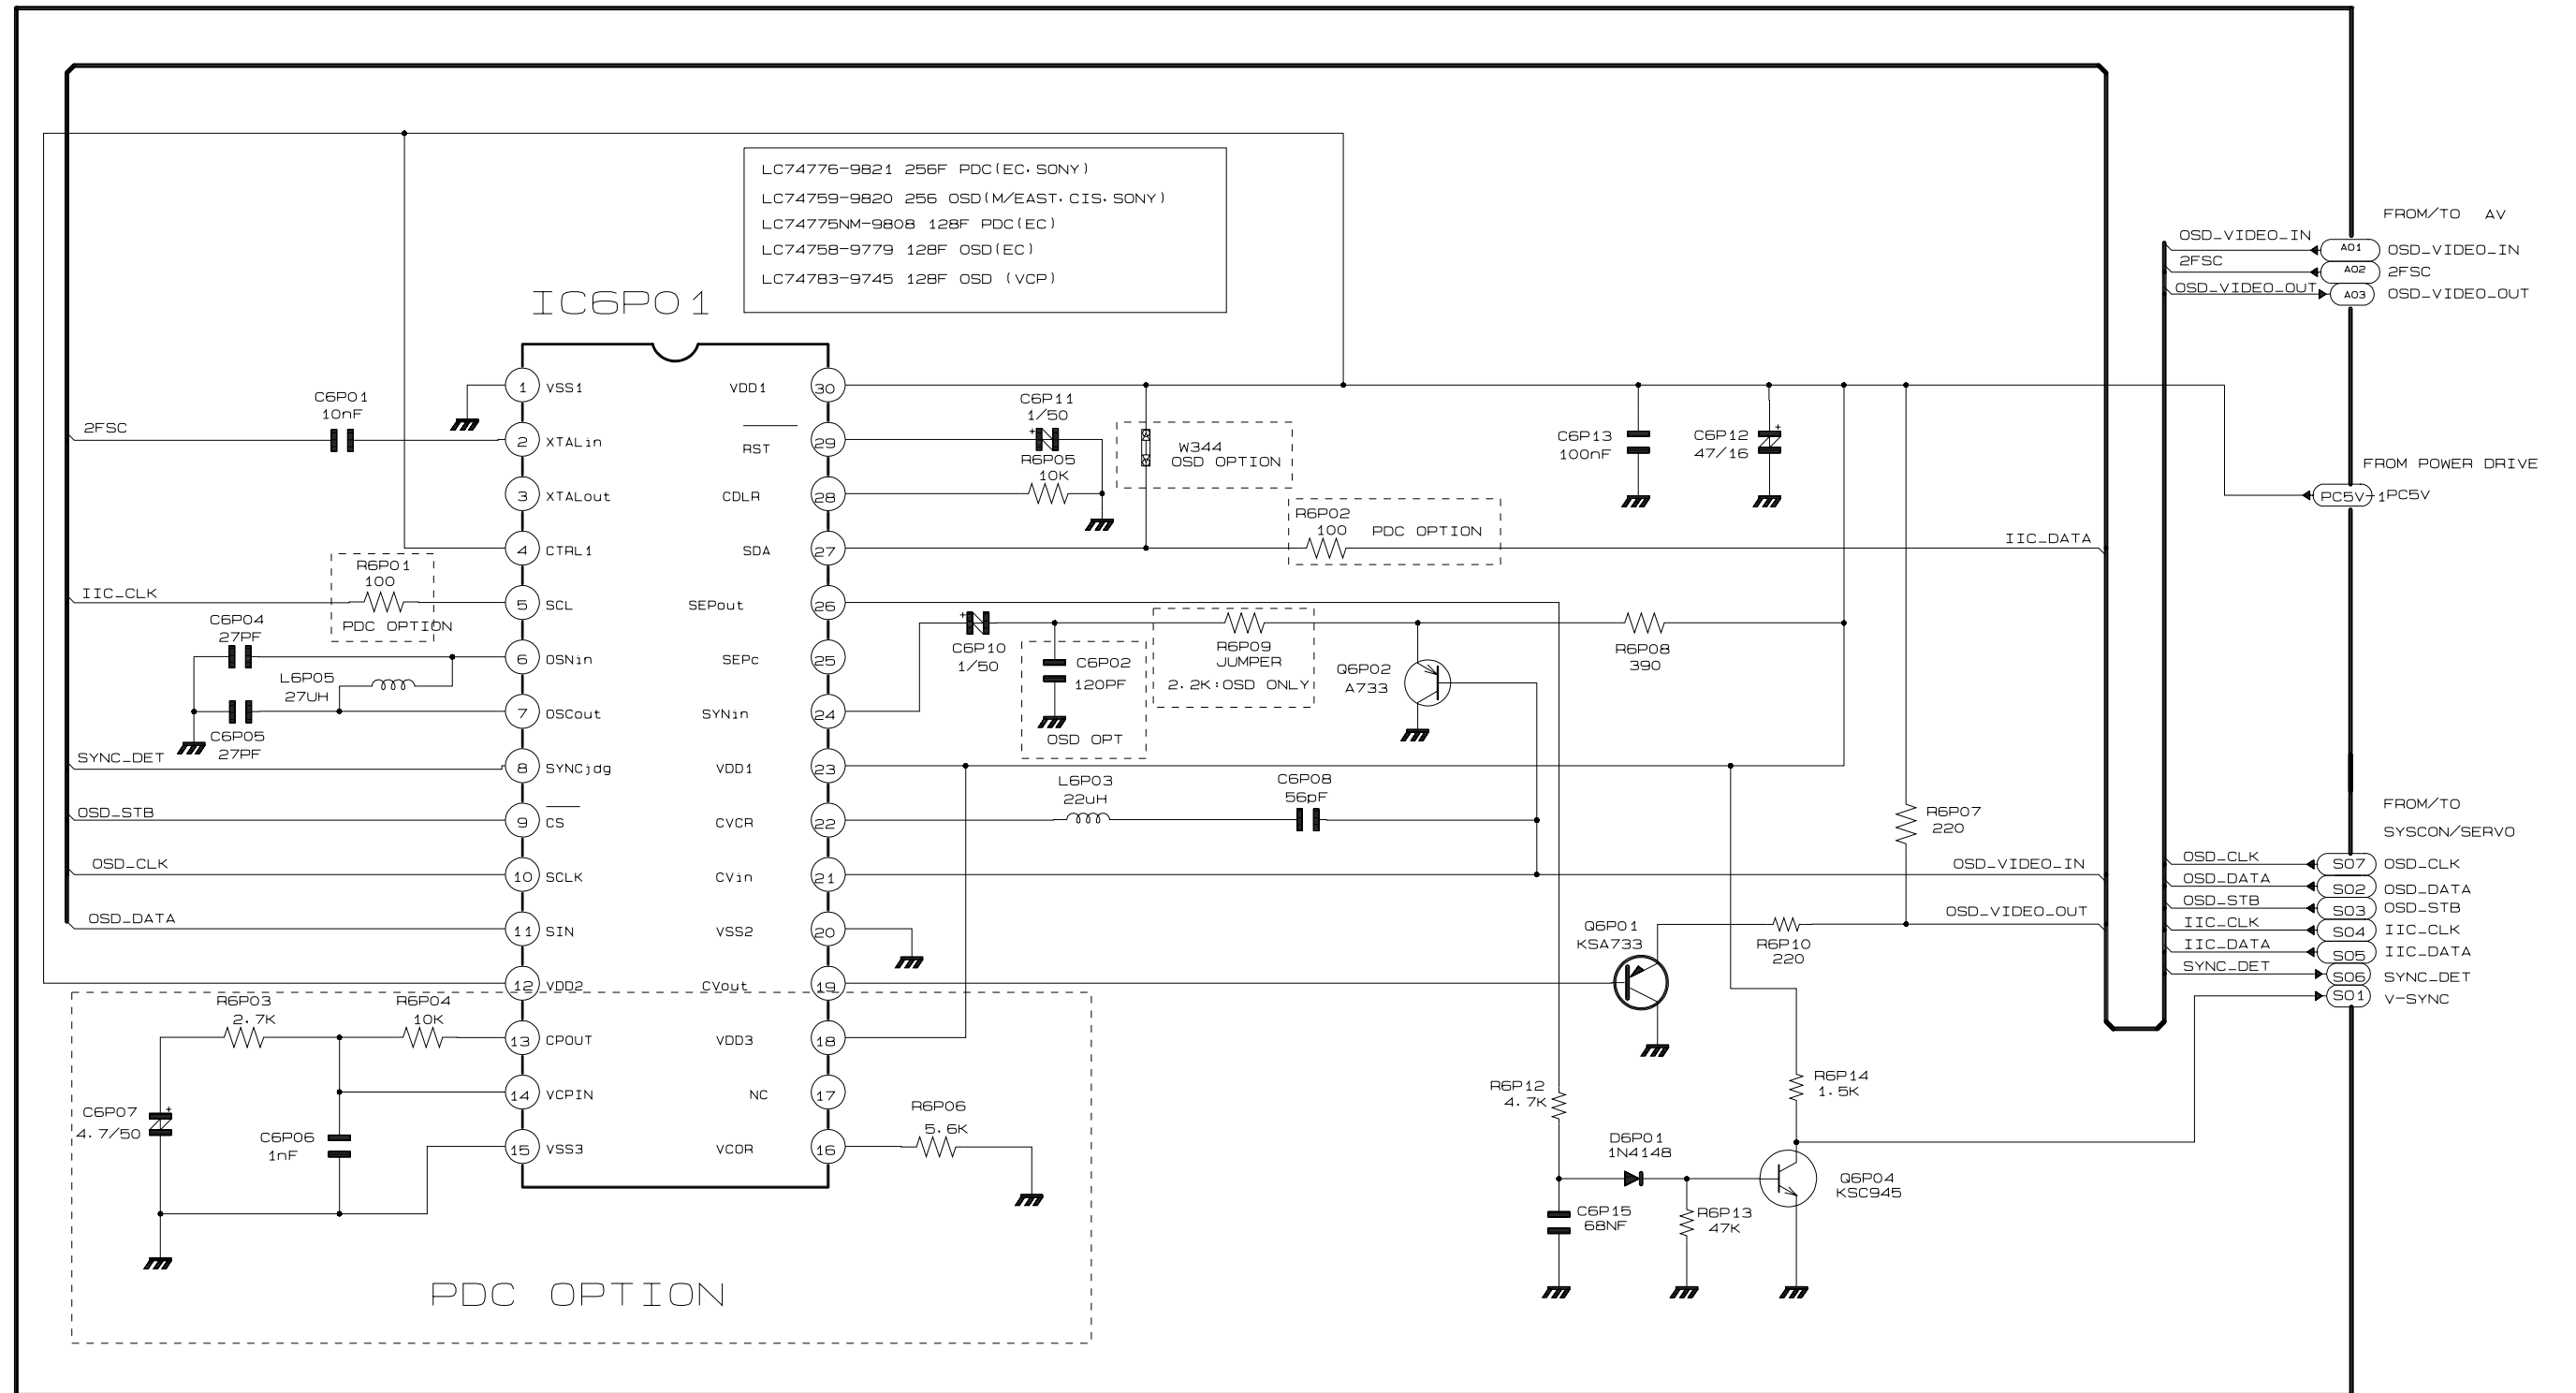 LC74776-9821 256F PDC(EC.SONY)
LC74759-9820 256 OSD(M/EAST.CIS.SONY)
LC74775NM-9808 128F PDC(EC)
LC74758-9779 128F OSD(EC)
LC74783-9745 128F OSD (VCP)
IC6P01
1 VSS1
2 XTALin
3 XTALout
4 CTRL1
5 SCL
6 OSNin
7 OSCout
8 SYNCjdg
9 CS
10 SCLK
11 SIN
12 VDD2
13 CPOUT
14 VCPIN
15 VSS3
VDD1 30
RST 29
CDLR 28
SDA 27
SEPout 26
SEPc 25
SYNin 24
VDD1 23
CVCR 22
CVin 21
VSS2 20
CVout 19
VDD3 18
NC 17
VCOR 16
C6P01
10nF
2FSC
R6P01
100
PDC OPTION
IIC_CLK
C6P04
27PF
L6P05
27UH
C6P05
27PF
SYNC_DET
OSD_STB
OSD_CLK
OSD_DATA
R6P03
2.7K
R6P04
10K
C6P07
+
4.7/50
C6P06
1nF
R6P06
5.6K
PDC OPTION
C6P11
1/50
+
R6P05
10K
W344
OSD OPTION
R6P02
100
PDC OPTION
IIC_DATA
C6P13
100nF
C6P12
47/16
+
+
C6P10
1/50
C6P02
120PF
OSD OPT
R6P09
JUMPER
2.2K:OSD ONLY
Q6P02
A733
R6P08
390
L6P03
22uH
C6P08
56pF
R6P07
220
OSD_VIDEO_IN
OSD_VIDEO_OUT
Q6P01
KSA733
R6P10
220
R6P12
4.7K
R6P14
1.5K
D6P01
1N4148
Q6P04
KSC945
C6P15
68NF
R6P13
47K
FROM/TO AV
OSD_VIDEO_IN A01 OSD_VIDEO_IN
2FSC A02 2FSC
OSD_VIDEO_OUT A03 OSD_VIDEO_OUT
FROM POWER DRIVE
PC5V-1 PC5V
FROM/TO
SYSCON/SERVO
OSD_CLK S07 OSD_CLK
OSD_DATA S02 OSD_DATA
OSD_STB S03 OSD_STB
IIC_CLK S04 IIC_CLK
IIC_DATA S05 IIC_DATA
SYNC_DET S06 SYNC_DET
S01 V-SYNC